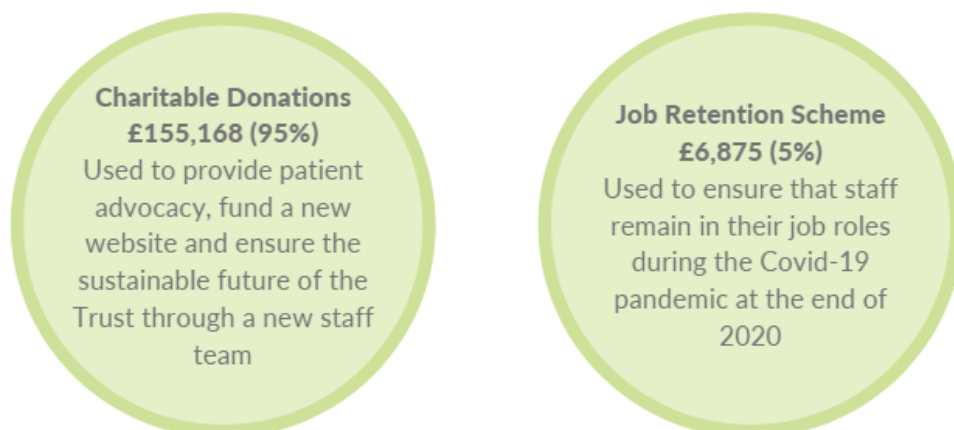 Charitable Donations
£155,168 (95%)
Used to provide patient
advocacy, fund a new
website and ensure the
sustainable future of the
Trust through a new staff
team
Job Retention Scheme
£6,875 (5%)
Used to ensure that staff
remain in their job roles
during the Covid-19
pandemic at the end of
2020